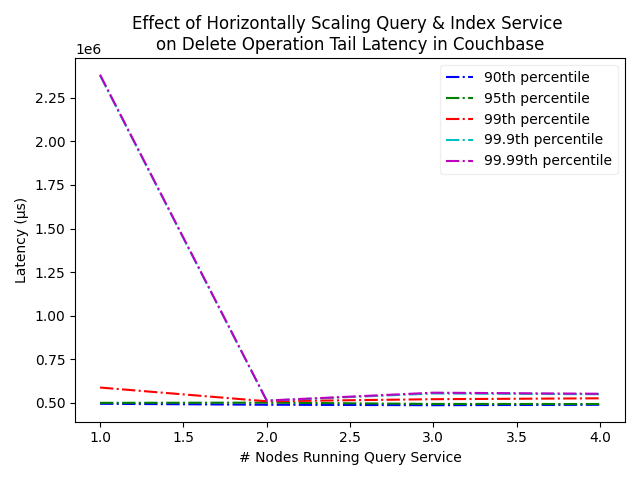 Effect of Horizontally Scaling Query & Index Service
on Delete Operation Tail Latency in Couchbase
1e6
90th percentile
95th percentile
99th percentile
99.9th percentile
99.99th percentile
2.25
2.00
1.75
1.50
1.25
1.00
0.75
0.50
Latency (μs)
1.0 1.5 2.0 2.5 3.0 3.5 4.0
# Nodes Running Query Service